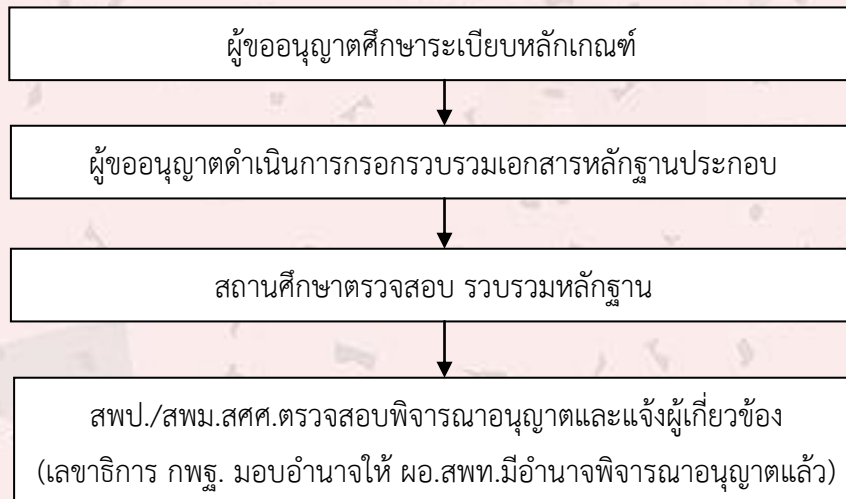 ผู้ขออนุญาตศึกษาระเบียบหลักเกณฑ์
ผู้ขออนุญาตดำเนินการกรอกรวบรวมเอกสารหลักฐานประกอบ
สถานศึกษาตรวจสอบ รวบรวมหลักฐาน
สพป./สพม.สศศ.ตรวจสอบพิจารณาอนุญาตและแจ้งผู้เกี่ยวข้อง
(เลขาธิการ กพฐ. มอบอำนาจให้ ผอ.สพท.มีอำนาจพิจารณาอนุญาตแล้ว)